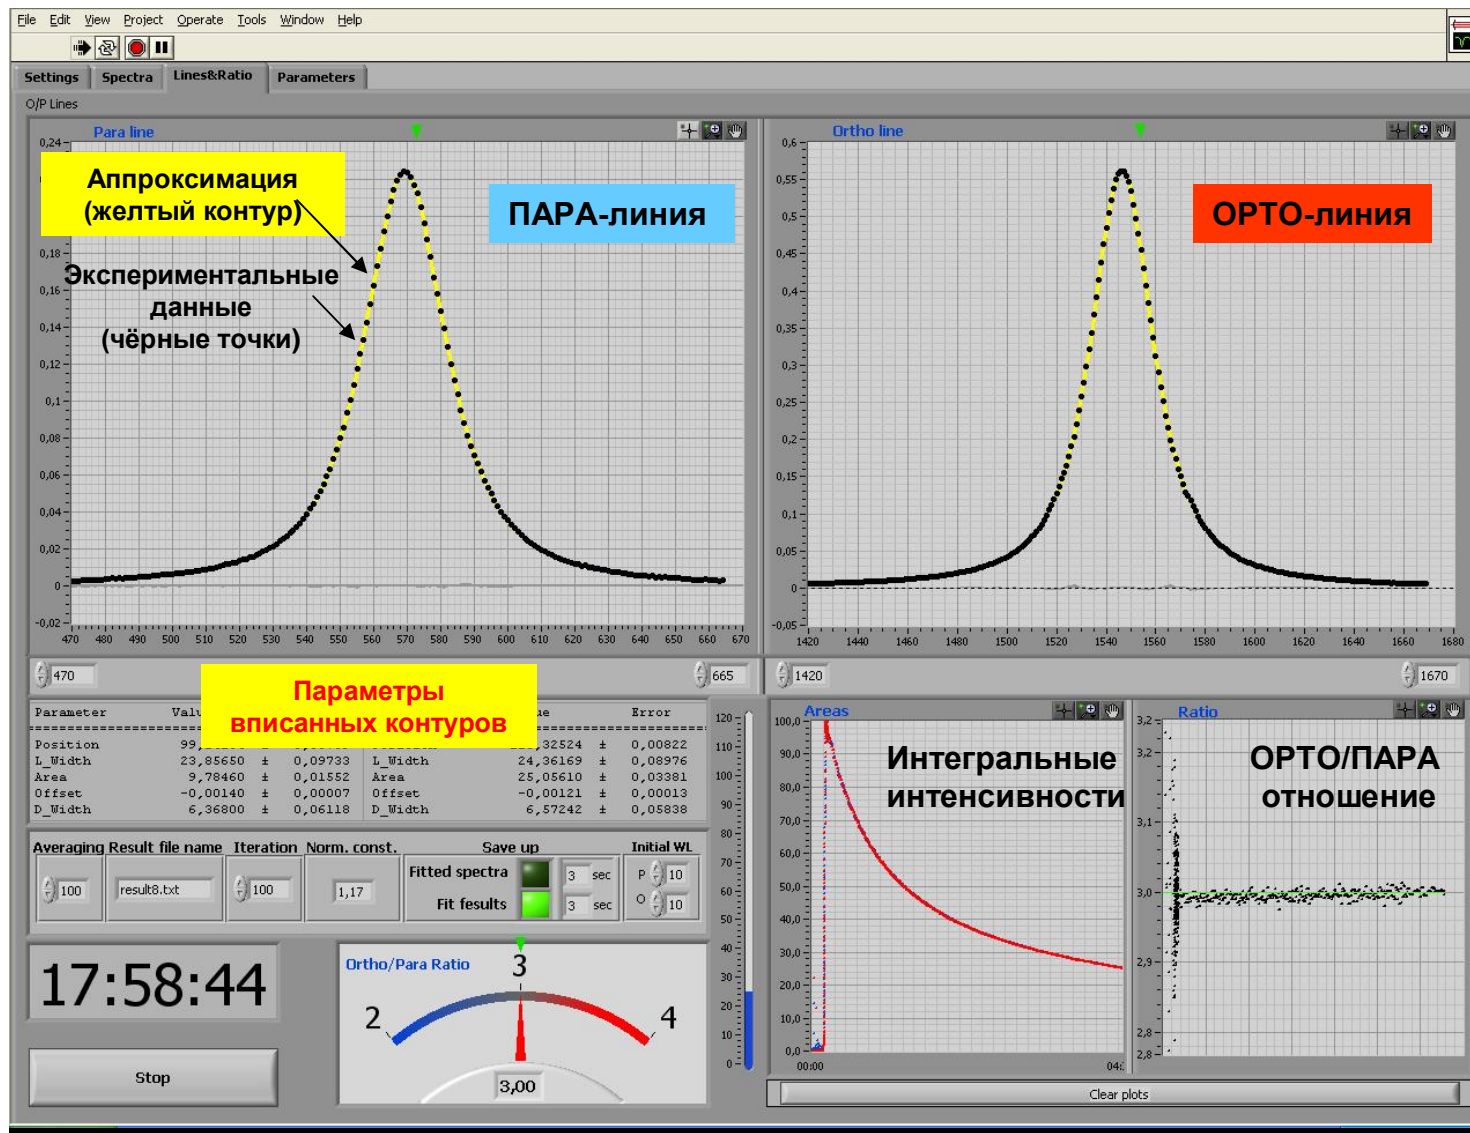 File Edit View Project Operate Tools Window Help
Settings Spectra Lines&Ratio Parameters
O/P Lines
Para line
0,24
0,18
0,16
0,14
0,12
0,1
0,08
0,06
0,04
0,02
0
-0,02
470 480 490 500 510 520 530 540 550 560 570 580 590 600 610 620 630 640 650 660 670
Аппроксимация
(желтый контур)
Экспериментальные
данные
(чёрные точки)
ПАРА-линия
Ortho line
0,6
0,55
0,5
0,45
0,4
0,35
0,3
0,25
0,2
0,15
0,1
0,05
0
-0,05
1420 1440 1460 1480 1500 1520 1540 1560 1580 1600 1620 1640 1660 1680
ОРТО-линия
470 665 1420 1670
Параметры
вписанных контуров
Parameter Error
Position ± 0,00822
L_Width 23,85650 ± 0,09733 L_Width 24,36169 ± 0,08976
Area 9,78460 ± 0,01552 Area 25,05610 ± 0,03381
Offset -0,00140 ± 0,00007 Offset -0,00121 ± 0,00013
D_Width 6,36800 ± 0,06118 D_Width 6,57242 ± 0,05838
Averaging Result file name Iteration Norm. const. Save up Initial WL
Fitted spectra 3 sec P 10
100 result8.txt 100 1,17
Fit fesults 3 sec O 10
17:58:44
Stop
Ortho/Para Ratio
2 3 4
3,00
120
110
100
90
80
70
60
50
40
30
20
10
0
Areas
100,0
90,0
80,0
70,0
60,0
50,0
40,0
30,0
20,0
10,0
0,0
00:00
Интегральные
интенсивности
Ratio
3,2
3,2
3,1
3,0
2,9
2,8
2,8
ОРТО/ПАРА
отношение
Clear plots